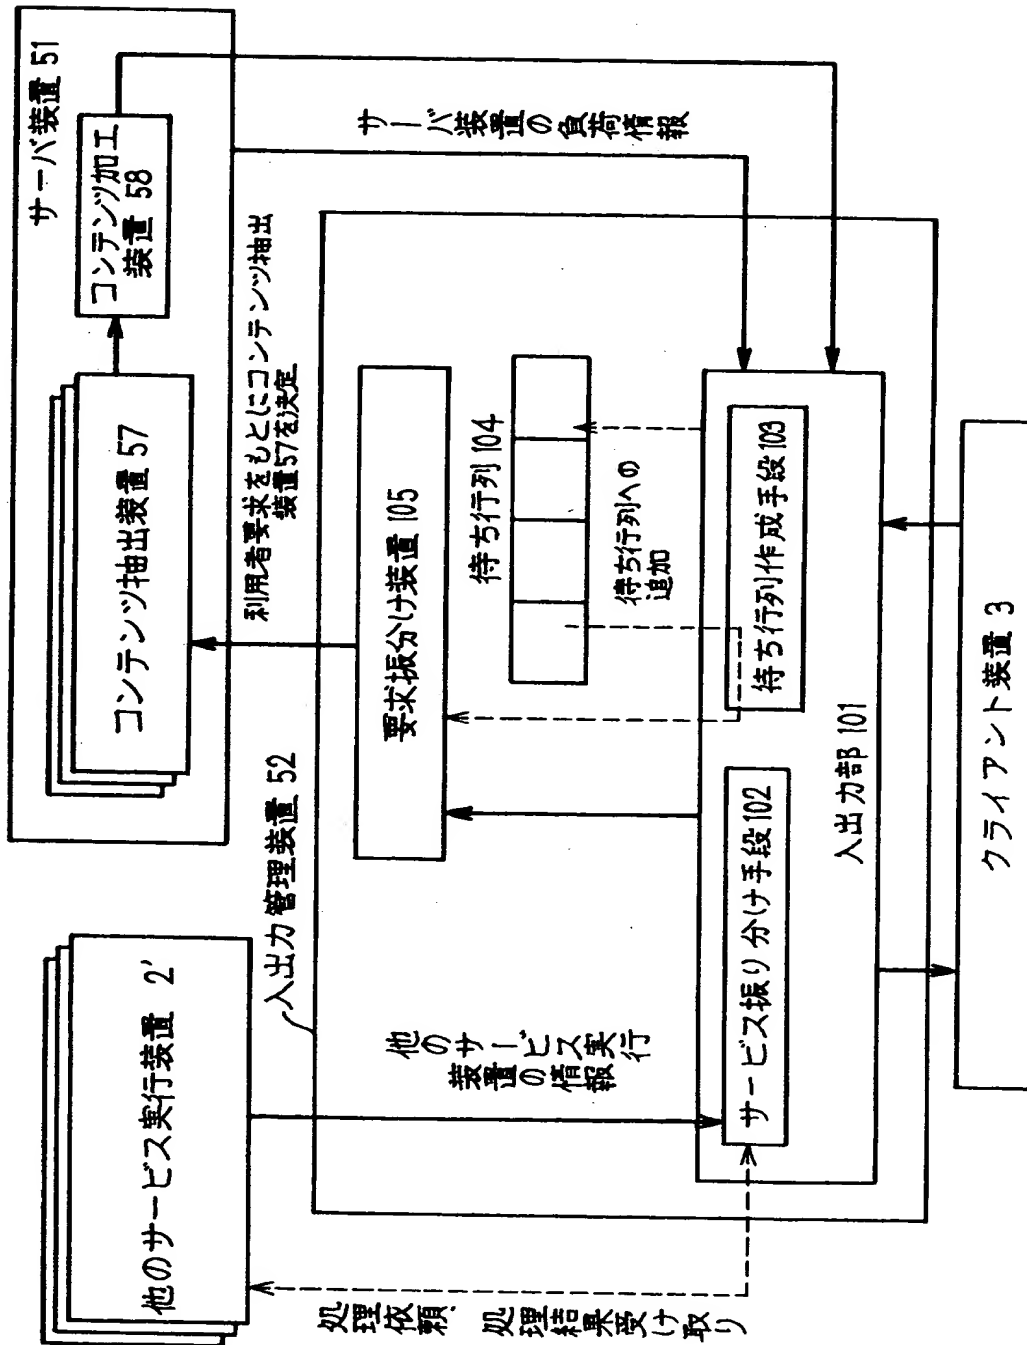 サーバ装置 51
コンテンツ加工
装置 58
コンテンツ抽出装置 57
サーバ装置の負荷情報
利用者要求をもとにコンテンツ抽出
装置57を決定
他のサービス実行装置 2'
入出力管理装置 52
要求振分け装置 105
待ち行列 104
待ち行列への
追加
他のサービス実行
装置の情報
処理依頼
処理結果受け取り
サービス振り分け手段 102
待ち行列作成手段 103
入出力部 101
クライアント装置 3